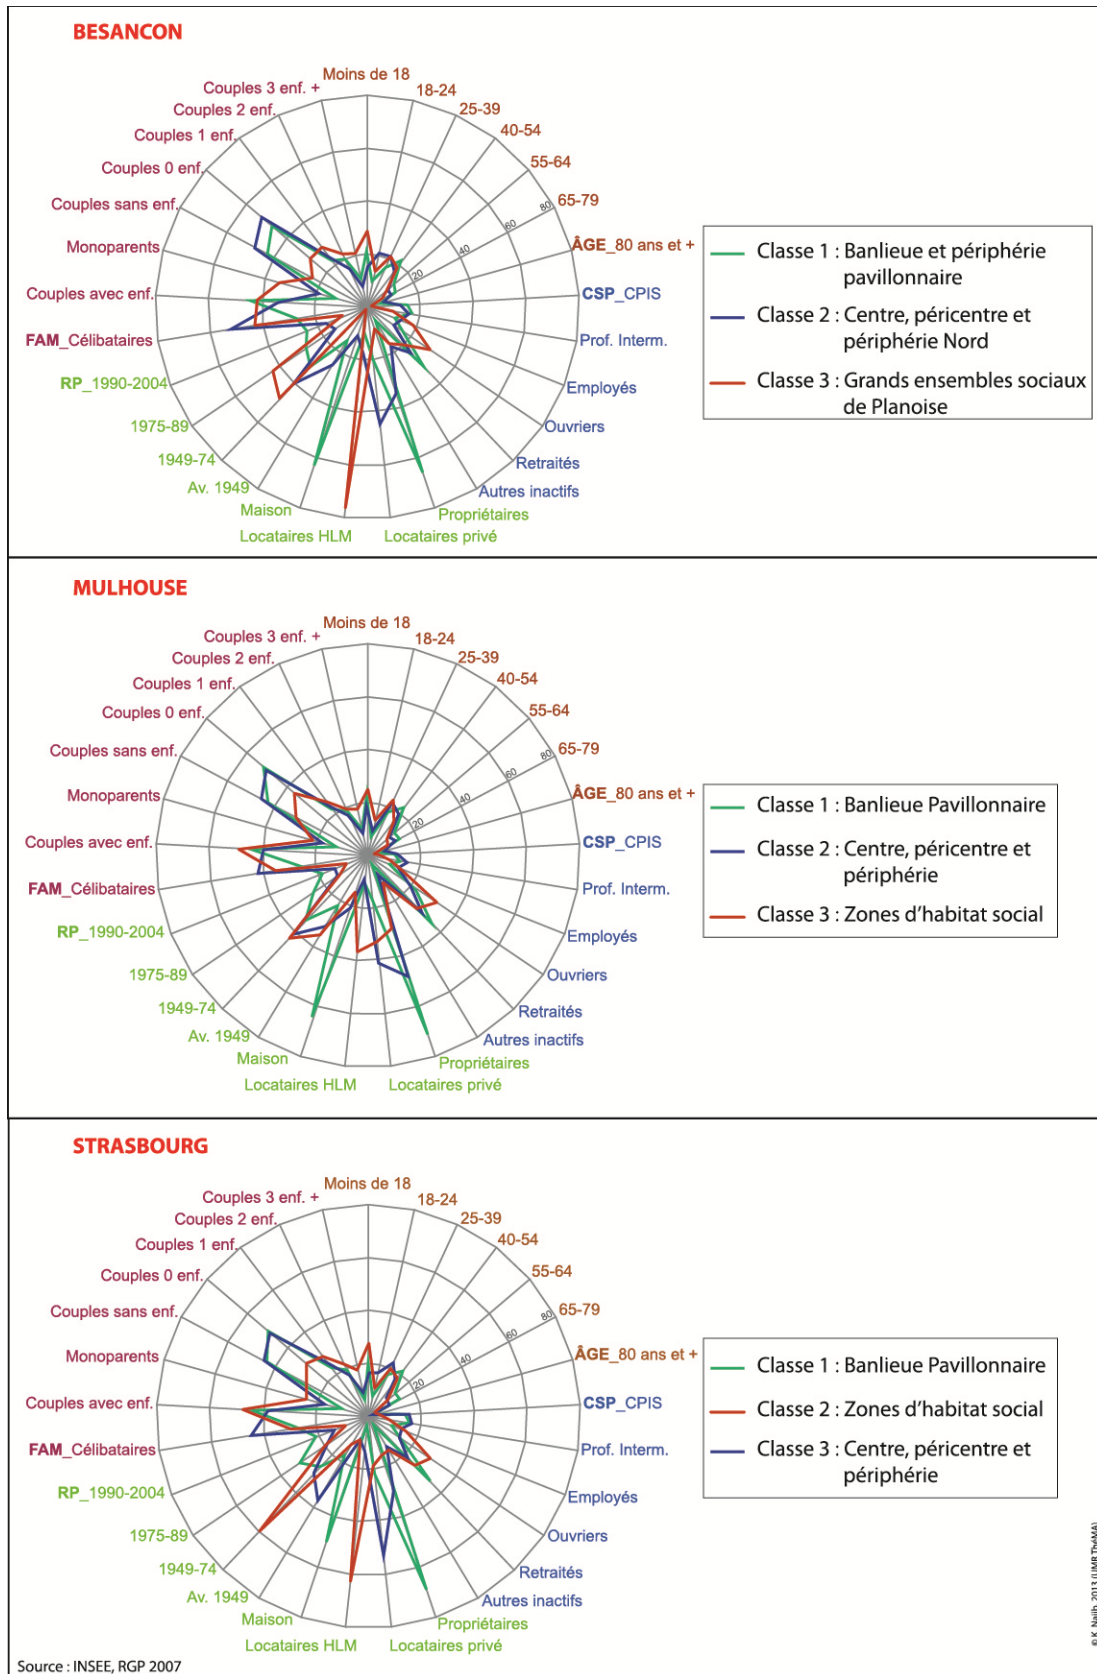 BESANCON
Moins de 18
18-24
25-39
40-54
55-64
65-79
ÂGE_80 ans et +
CSP_CPIS
Prof. Interm.
Employés
Ouvriers
Retraités
Autres inactifs
Propriétaires
Locataires privé
Locataires HLM
Maison
Av. 1949
1949-74
1975-89
RP_1990-2004
FAM_Célibataires
Couples avec enf.
Monoparents
Couples sans enf.
Couples 0 enf.
Couples 1 enf.
Couples 2 enf.
Couples 3 enf. +
20
40
60
80
Classe 1 : Banlieue et périphérie
pavillonnaire
Classe 2 : Centre, péricentre et
périphérie Nord
Classe 3 : Grands ensembles sociaux
de Planoise
MULHOUSE
Moins de 18
18-24
25-39
40-54
55-64
65-79
ÂGE_80 ans et +
CSP_CPIS
Prof. Interm.
Employés
Ouvriers
Retraités
Autres inactifs
Propriétaires
Locataires privé
Locataires HLM
Maison
Av. 1949
1949-74
1975-89
RP_1990-2004
FAM_Célibataires
Couples avec enf.
Monoparents
Couples sans enf.
Couples 0 enf.
Couples 1 enf.
Couples 2 enf.
Couples 3 enf. +
20
40
60
80
Classe 1 : Banlieue Pavillonnaire
Classe 2 : Centre, péricentre et
périphérie
Classe 3 : Zones d'habitat social
STRASBOURG
Moins de 18
18-24
25-39
40-54
55-64
65-79
ÂGE_80 ans et +
CSP_CPIS
Prof. Interm.
Employés
Ouvriers
Retraités
Autres inactifs
Propriétaires
Locataires privé
Locataires HLM
Maison
Av. 1949
1949-74
1975-89
RP_1990-2004
FAM_Célibataires
Couples avec enf.
Monoparents
Couples sans enf.
Couples 0 enf.
Couples 1 enf.
Couples 2 enf.
Couples 3 enf. +
20
40
60
80
Classe 1 : Banlieue Pavillonnaire
Classe 2 : Zones d'habitat social
Classe 3 : Centre, péricentre et
périphérie
Source : INSEE, RGP 2007
© K. Najib, 2013 (UMR ThéMA)